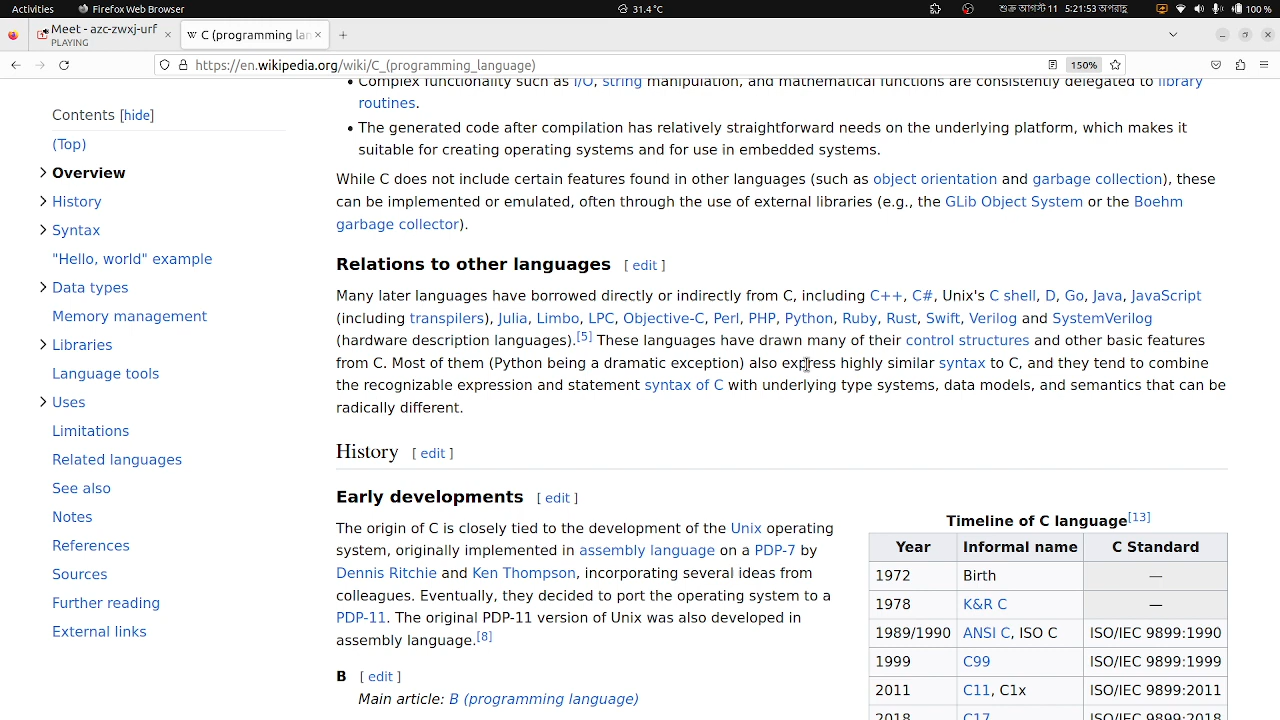 Activities
Firefox Web Browser
31.4 °C
শুক্র আগস্ট 11 5:21:53 অপরাহ্ণ
100 %
Meet - azc-zwxj-urf
PLAYING
C (programming lan
https://en.wikipedia.org/wiki/C_(programming_language)
150%
Contents [hide]
(Top)
Overview
History
Syntax
"Hello, world" example
Data types
Memory management
Libraries
Language tools
Uses
Limitations
Related languages
See also
Notes
References
Sources
Further reading
External links
• Complex functionality such as I/O, string manipulation, and mathematical functions are consistently delegated to library
routines.
• The generated code after compilation has relatively straightforward needs on the underlying platform, which makes it
suitable for creating operating systems and for use in embedded systems.
While C does not include certain features found in other languages (such as object orientation and garbage collection), these
can be implemented or emulated, often through the use of external libraries (e.g., the GLib Object System or the Boehm
garbage collector).
Relations to other languages [ edit ]
Many later languages have borrowed directly or indirectly from C, including C++, C#, Unix's C shell, D, Go, Java, JavaScript
(including transpilers), Julia, Limbo, LPC, Objective-C, Perl, PHP, Python, Ruby, Rust, Swift, Verilog and SystemVerilog
(hardware description languages).[5] These languages have drawn many of their control structures and other basic features
from C. Most of them (Python being a dramatic exception) also express highly similar syntax to C, and they tend to combine
the recognizable expression and statement syntax of C with underlying type systems, data models, and semantics that can be
radically different.
History [ edit ]
Early developments [ edit ]
The origin of C is closely tied to the development of the Unix operating
system, originally implemented in assembly language on a PDP-7 by
Dennis Ritchie and Ken Thompson, incorporating several ideas from
colleagues. Eventually, they decided to port the operating system to a
PDP-11. The original PDP-11 version of Unix was also developed in
assembly language.[8]
B [ edit ]
Main article: B (programming language)
Timeline of C language[13]
Year Informal name C Standard
1972 Birth —
1978 K&R C —
1989/1990 ANSI C, ISO C ISO/IEC 9899:1990
1999 C99 ISO/IEC 9899:1999
2011 C11, C1x ISO/IEC 9899:2011
2018 C17 ISO/IEC 9899:2018